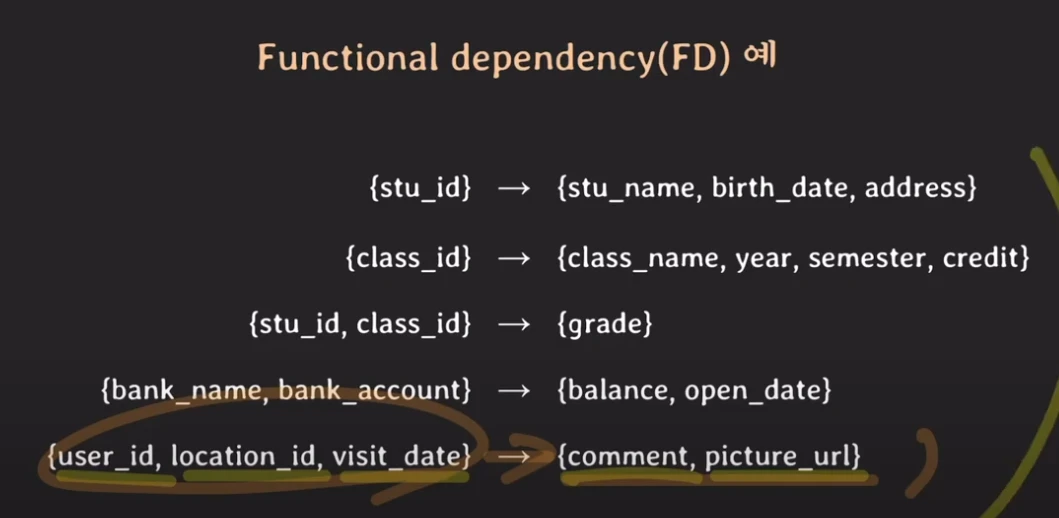 Functional dependency(FD) 예
{stu_id} → {stu_name, birth_date, address}
{class_id} → {class_name, year, semester, credit}
{stu_id, class_id} → {grade}
{bank_name, bank_account} → {balance, open_date}
{user_id, location_id, visit_date} → {comment, picture_url}